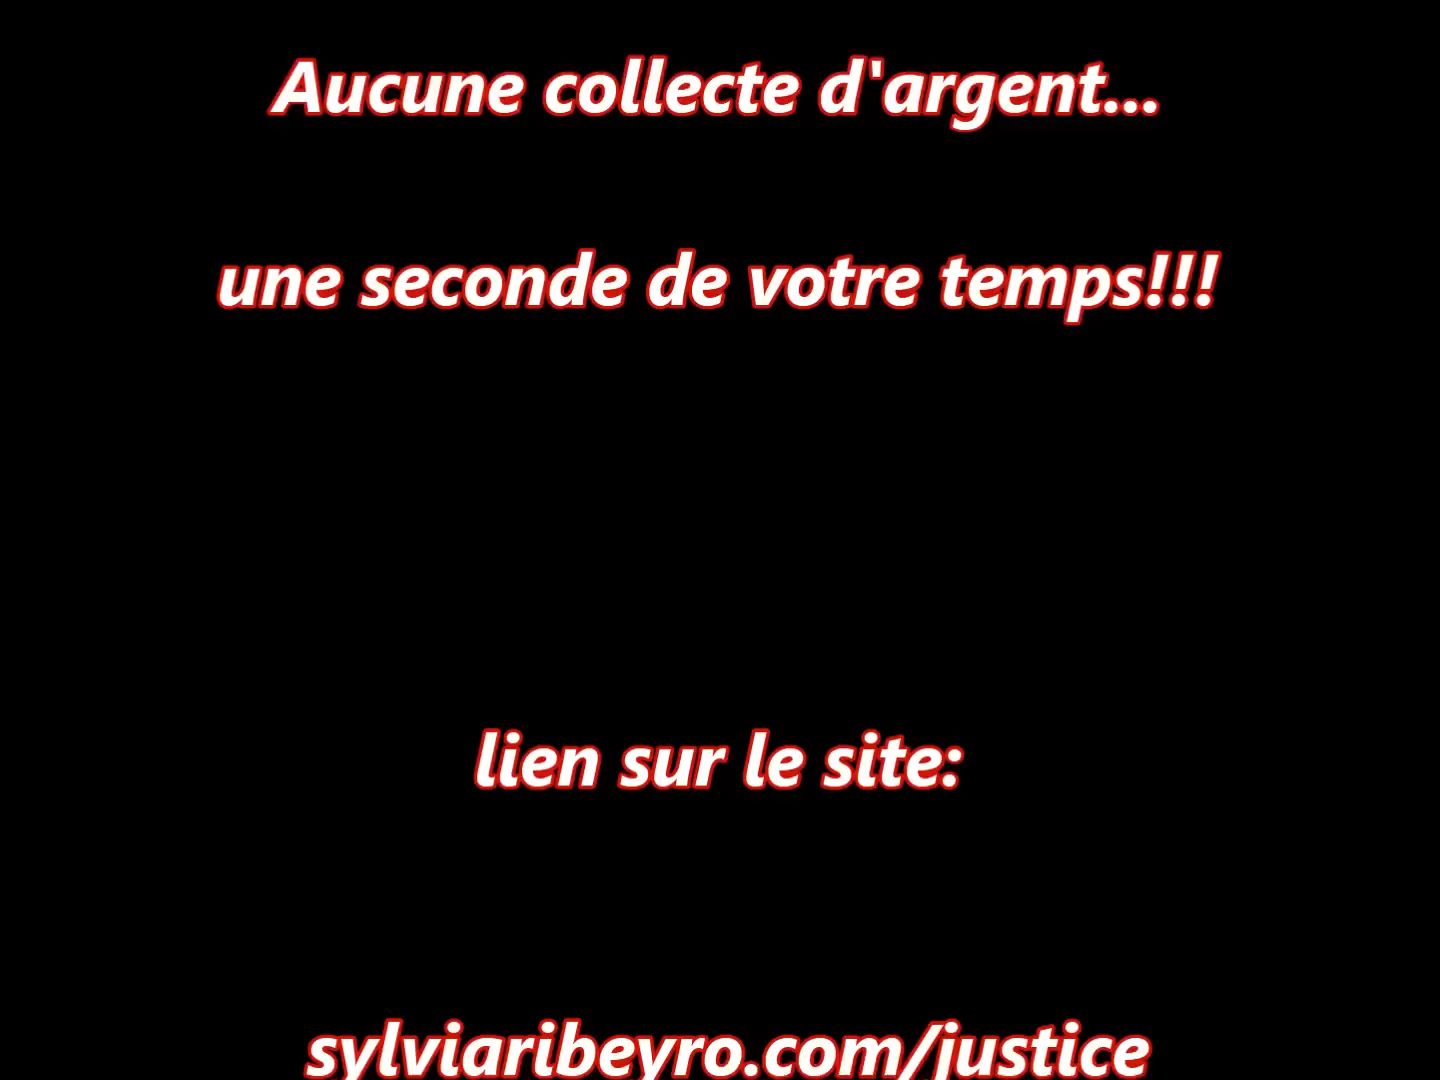 Aucune collecte d'argent...
une seconde de votre temps!!!
lien sur le site:
sylviaribeyro.com/justice